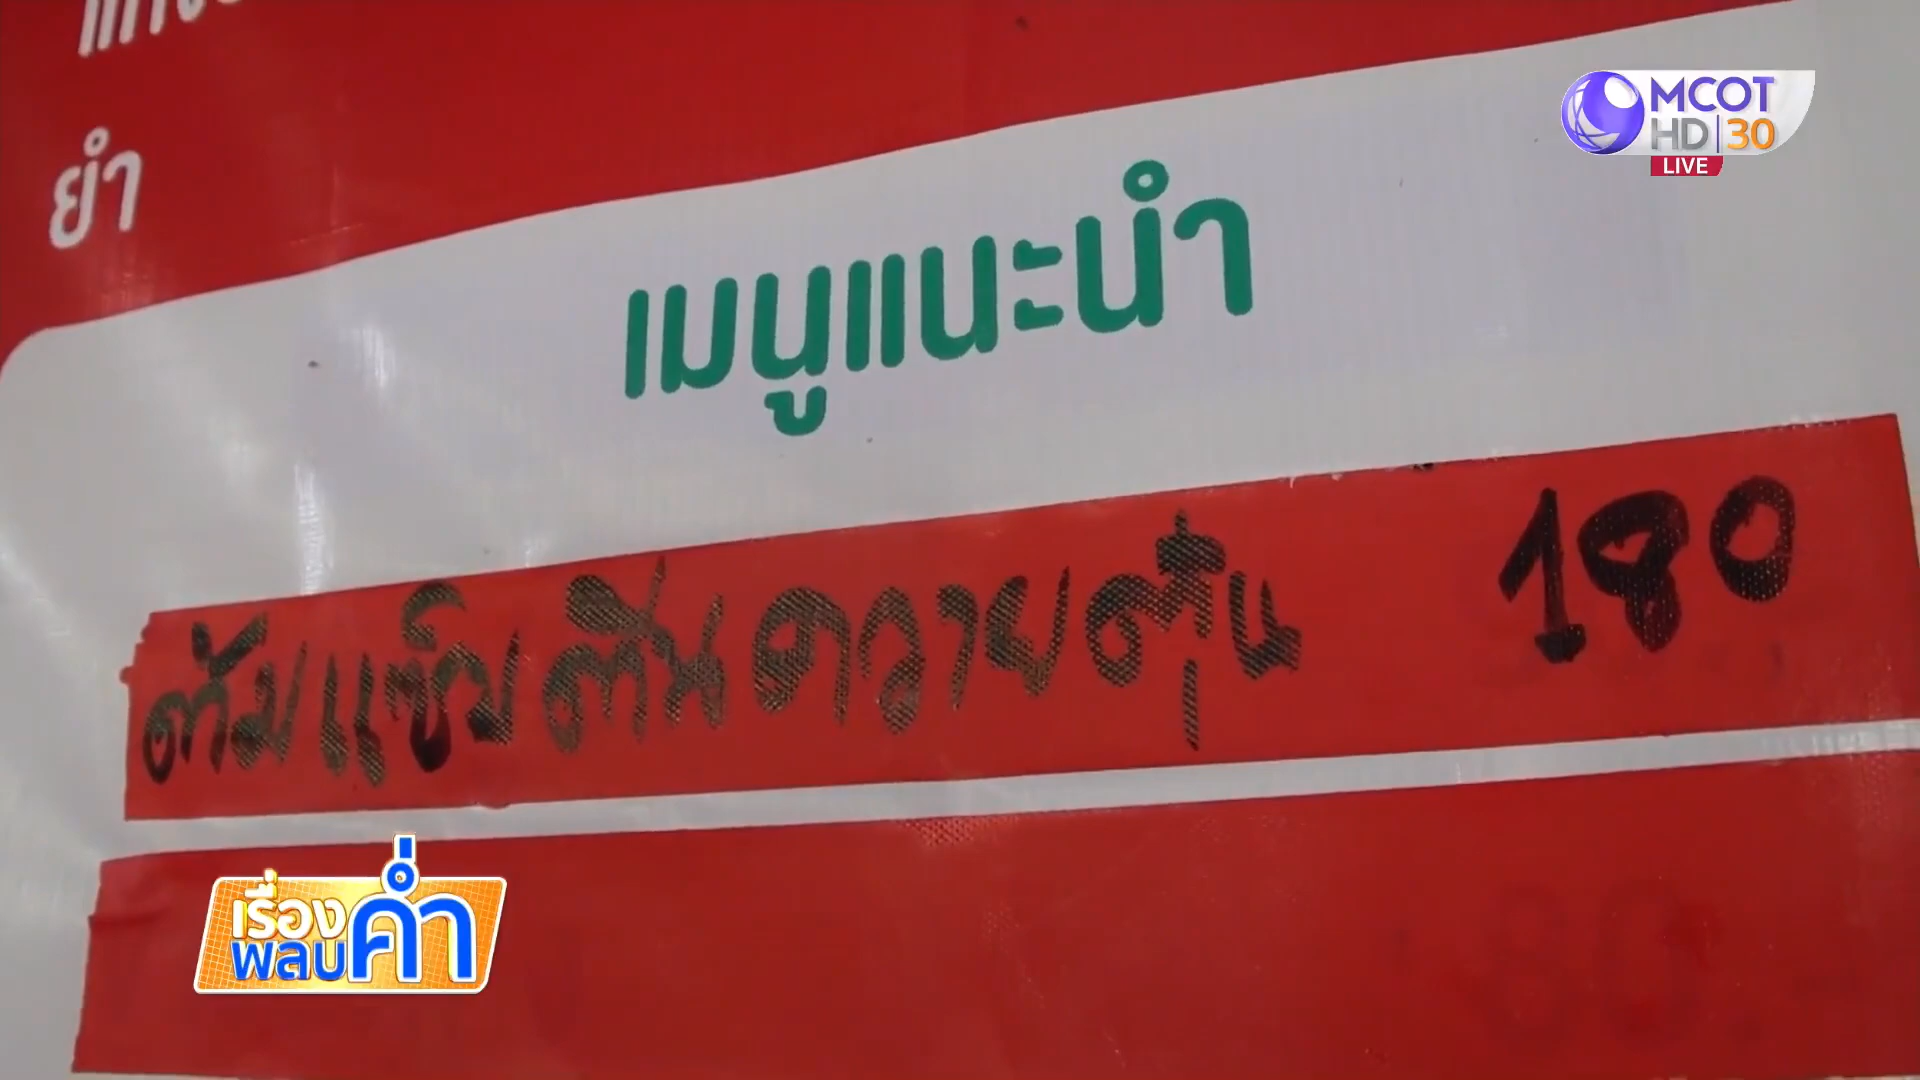 ยำ
MCOT
HD 30
LIVE
เมนูแนะนำ
ต้มแซ่บตีนควายตุ๋น 180
เรื่อง
พลบค่ำ